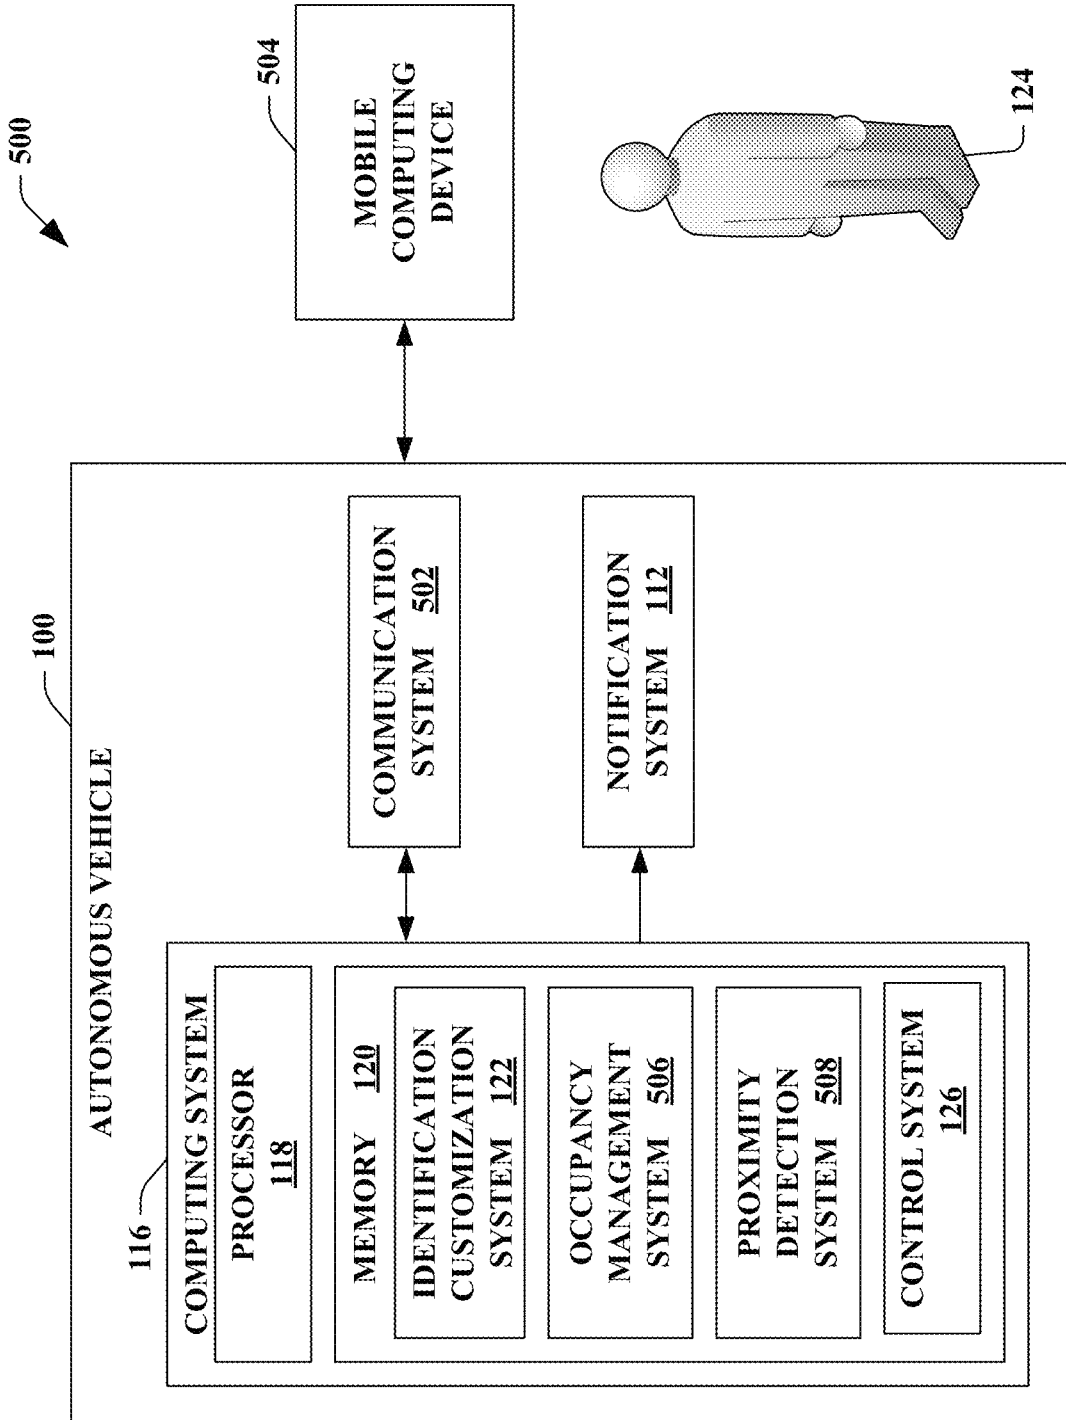 500
100
504
AUTONOMOUS VEHICLE
116
COMPUTING SYSTEM
PROCESSOR
118
MEMORY 120
IDENTIFICATION
CUSTOMIZATION
SYSTEM 122
OCCUPANCY
MANAGEMENT
SYSTEM 506
PROXIMITY
DETECTION
SYSTEM 508
CONTROL SYSTEM
126
COMMUNICATION
SYSTEM 502
NOTIFICATION
SYSTEM 112
MOBILE
COMPUTING
DEVICE
124